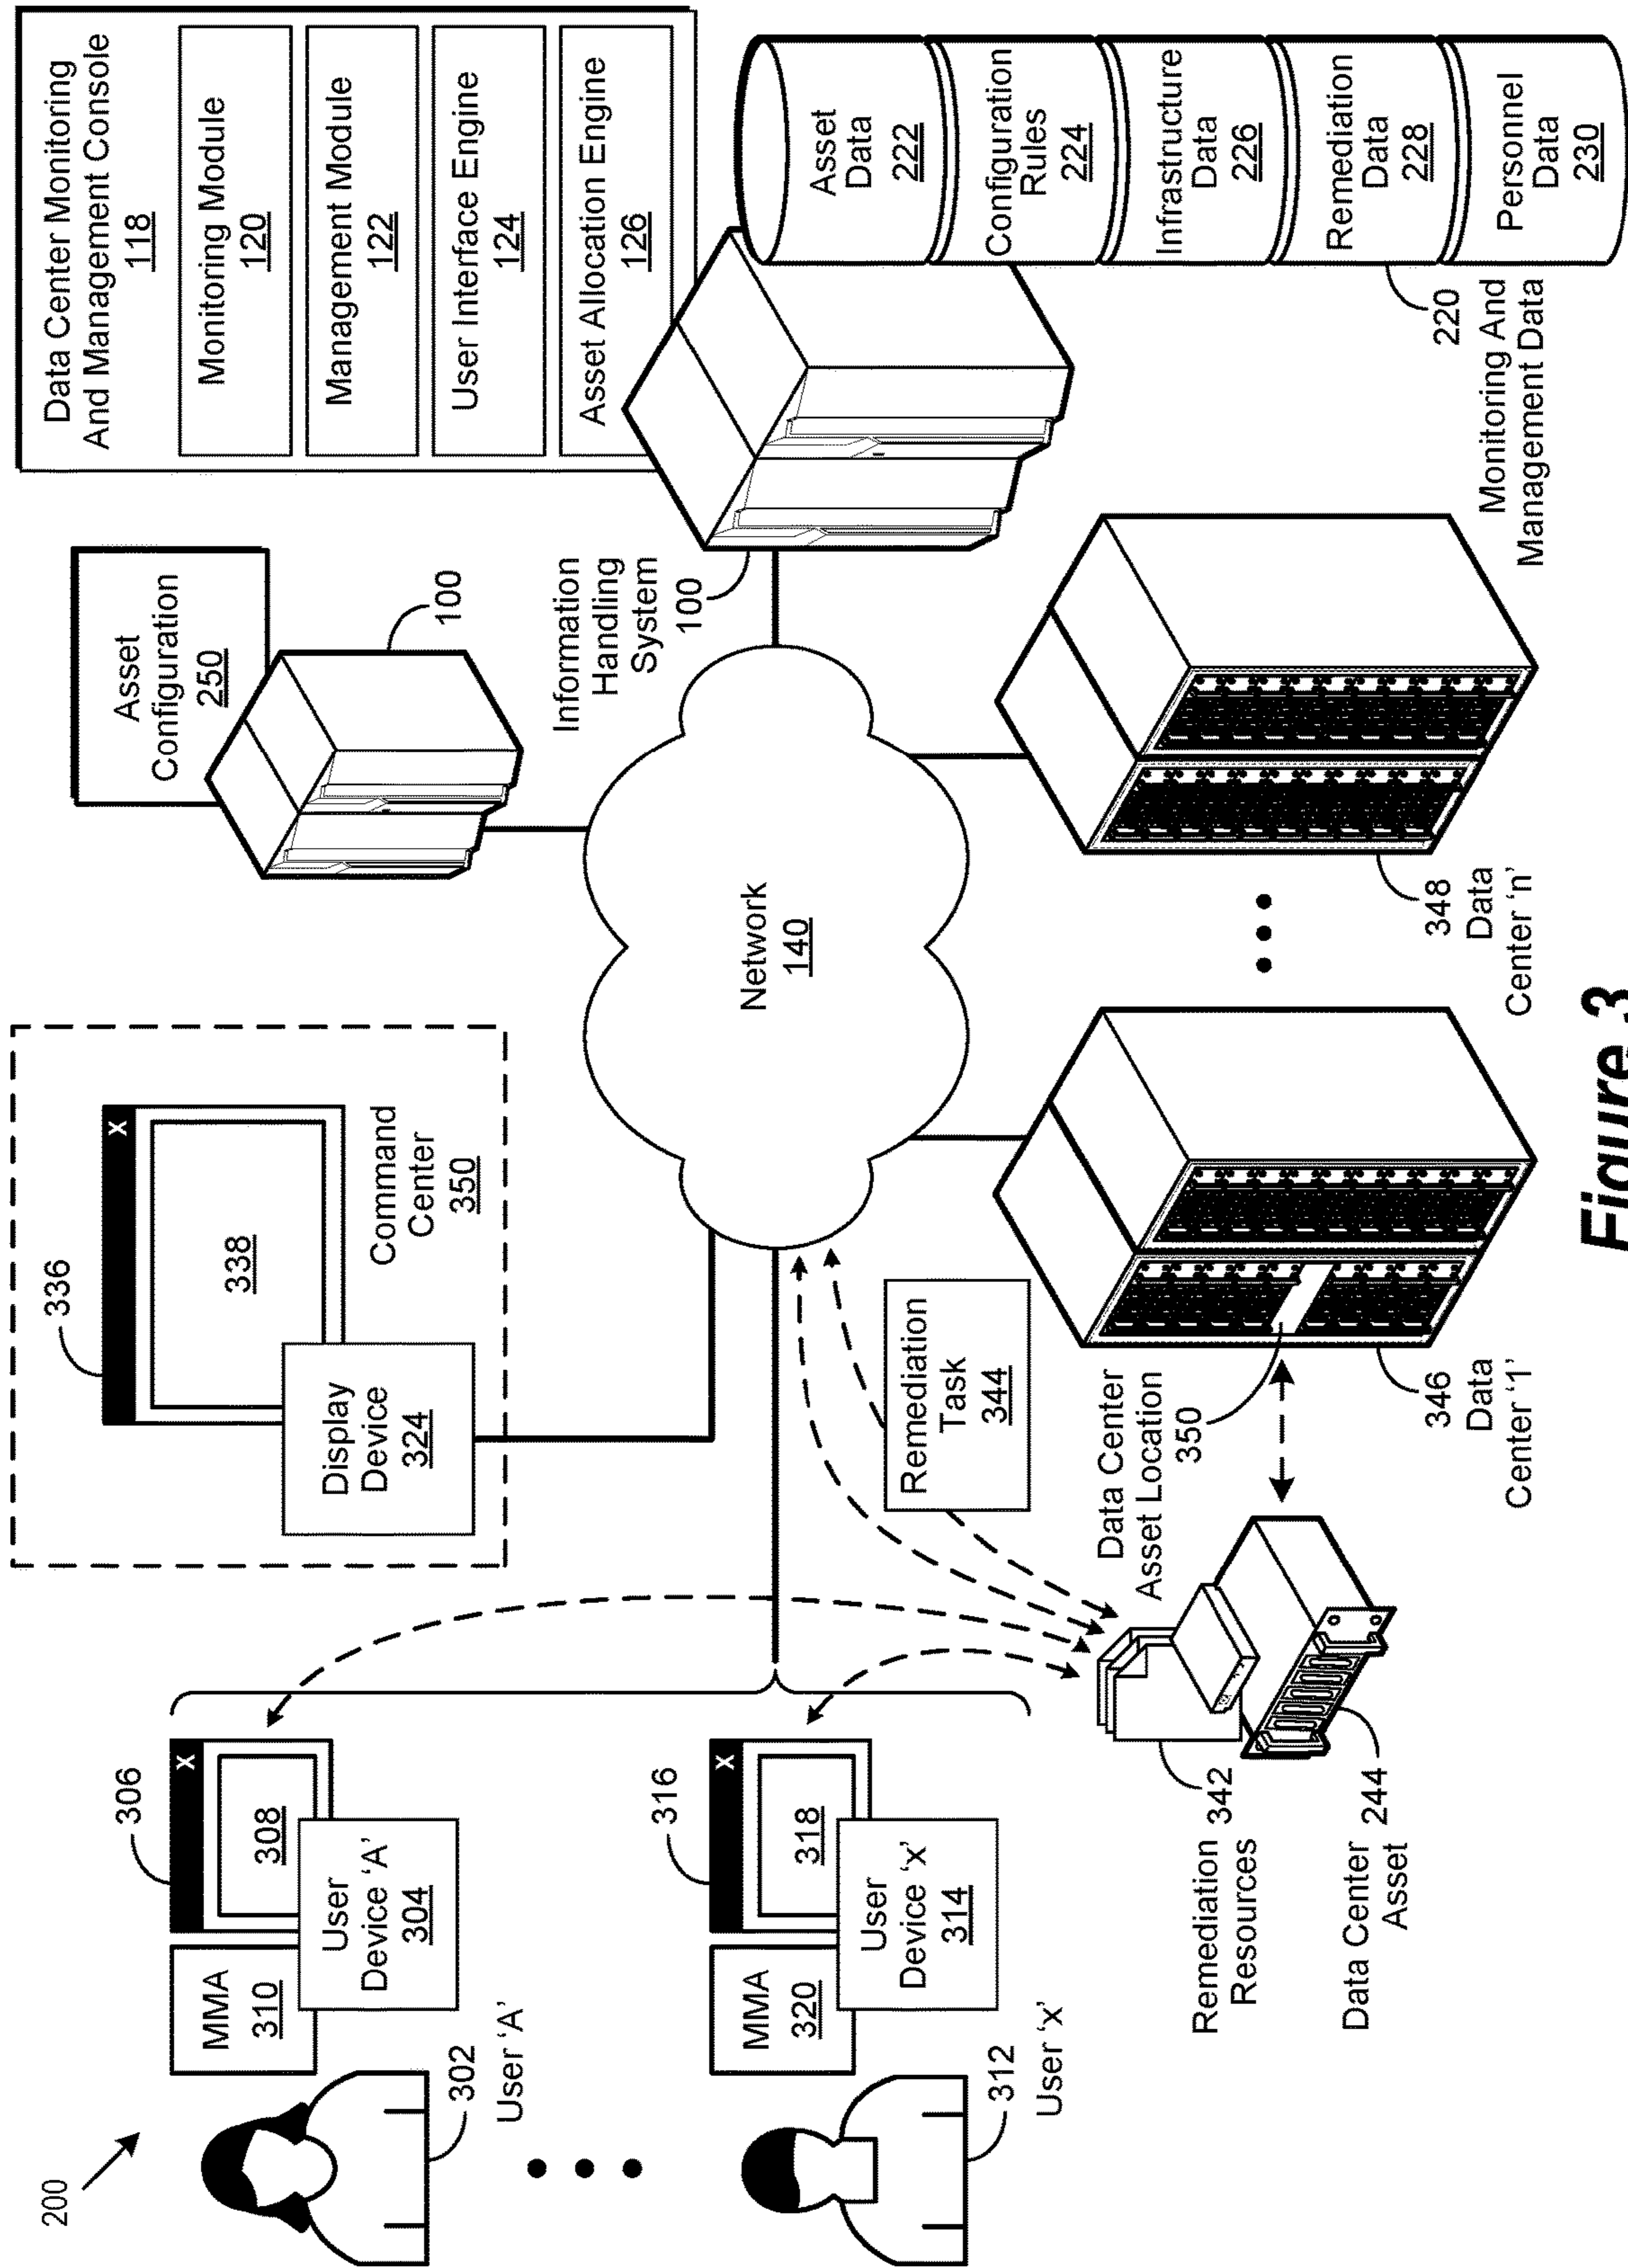 200
302
User ‘A’
MMA
310
User
Device ‘A’
304
306
X
308
312
User ‘x’
MMA
320
User
Device ‘x’
314
316
X
318
336
X
338
Display
Device
324
Command
Center
350
Asset
Configuration
250
100
Data Center Monitoring
And Management Console
118
Monitoring Module
120
Management Module
122
User Interface Engine
124
Asset Allocation Engine
126
Information
Handling
System
100
Network
140
Asset
Data
222
Configuration
Rules
224
Infrastructure
Data
226
Remediation
Data
228
Personnel
Data
230
220
Monitoring And
Management Data
Remediation
Task
344
Remediation
Resources
342
Data Center
Asset
244
Data Center
Asset Location
350
346
Data
Center ‘1’
348
Data
Center ‘n’
Figure 3